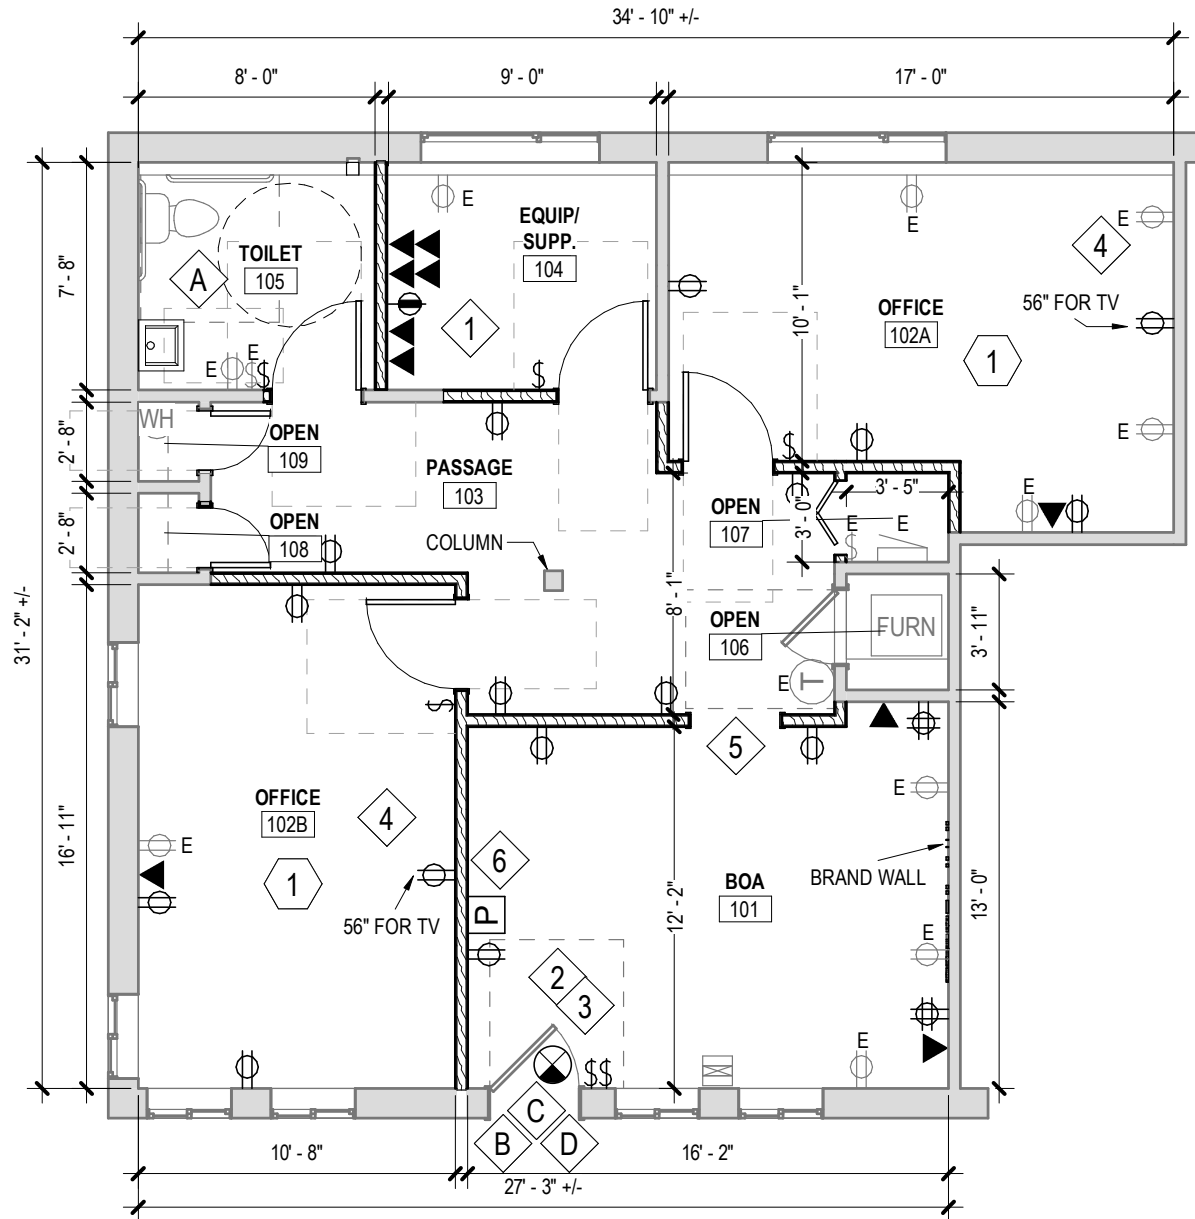 34' - 10" +/-
8' - 0"
9' - 0"
17' - 0"
31' - 2" +/-
7' - 8"
2' - 8"
2' - 8"
16' - 11"
A
TOILET
105
E
E
$
$
E
EQUIP/
SUPP.
104
1
$
E
E
4
10' - 1"
OFFICE
102A
56" FOR TV
1
E
E
$
WH
OPEN
109
PASSAGE
103
OPEN
108
COLUMN
OPEN
107
3' - 5"
3' - 0"
E
E
$
8' - 1"
OPEN
106
FURN
3' - 11"
E
T
$
5
OFFICE
102B
4
E
1
56" FOR TV
6
P
BOA
101
12' - 2"
BRAND WALL
E
13' - 0"
E
2
3
$$
E
B
C
D
10' - 8"
16' - 2"
27' - 3" +/-